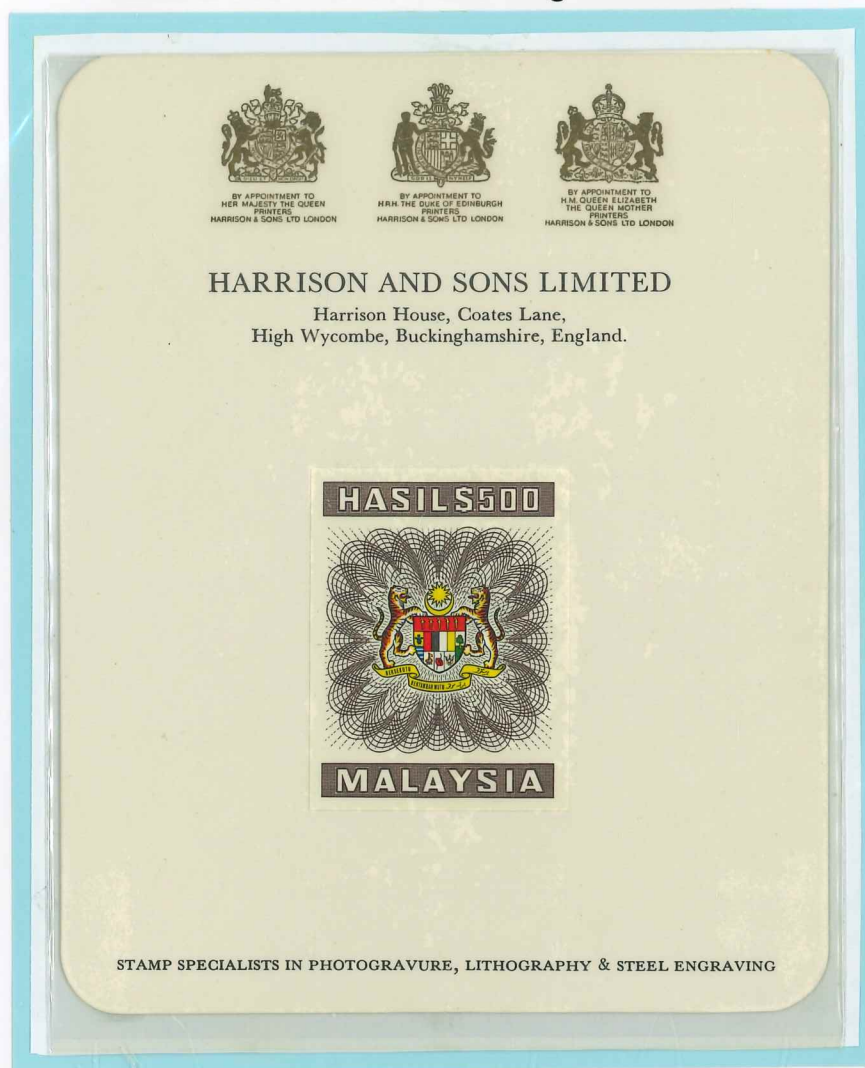 BY APPOINTMENT TO
HER MAJESTY THE QUEEN
PRINTERS
HARRISON & SONS LTD LONDON
BY APPOINTMENT TO
H.R.H. THE DUKE OF EDINBURGH
PRINTERS
HARRISON & SONS LTD LONDON
BY APPOINTMENT TO
H.M. QUEEN ELIZABETH
THE QUEEN MOTHER
PRINTERS
HARRISON & SONS LTD LONDON
HARRISON AND SONS LIMITED
Harrison House, Coates Lane,
High Wycombe, Buckinghamshire, England.
HASIL $500
BERSEKUTU
BERTAMBAH MUTU
MALAYSIA
STAMP SPECIALISTS IN PHOTOGRAVURE, LITHOGRAPHY & STEEL ENGRAVING